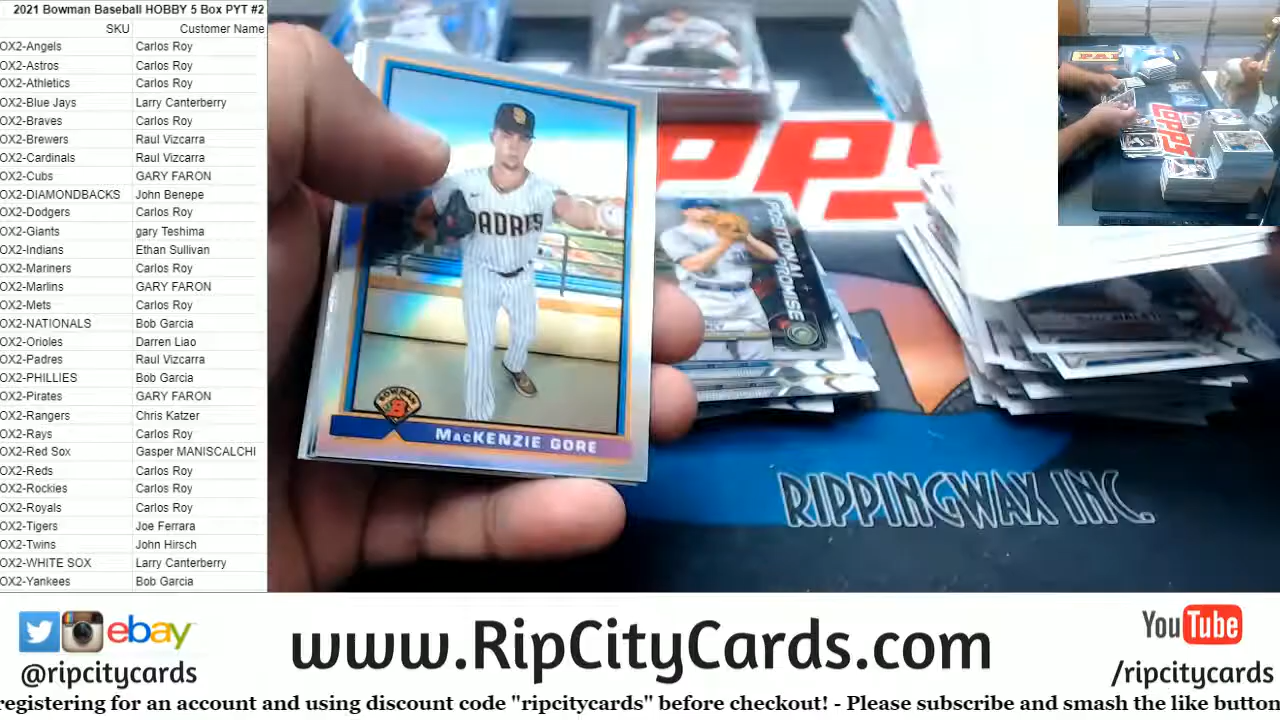 2021 Bowman Baseball HOBBY 5 Box PYT #2
SKU Customer Name
OX2-Angels Carlos Roy
OX2-Astros Carlos Roy
OX2-Athletics Carlos Roy
OX2-Blue Jays Larry Canterberry
OX2-Braves Carlos Roy
OX2-Brewers Raul Vizcarra
OX2-Cardinals Raul Vizcarra
OX2-Cubs GARY FARON
OX2-DIAMONDBACKS John Benepe
OX2-Dodgers Carlos Roy
OX2-Giants gary Teshima
OX2-Indians Ethan Sullivan
OX2-Mariners Carlos Roy
OX2-Marlins GARY FARON
OX2-Mets Carlos Roy
OX2-NATIONALS Bob Garcia
OX2-Orioles Darren Liao
OX2-Padres Raul Vizcarra
OX2-PHILLIES Bob Garcia
OX2-Pirates GARY FARON
OX2-Rangers Chris Katzer
OX2-Rays Carlos Roy
OX2-Red Sox Gasper MANISCALCHI
OX2-Reds Carlos Roy
OX2-Rockies Carlos Roy
OX2-Royals Carlos Roy
OX2-Tigers Joe Ferrara
OX2-Twins John Hirsch
OX2-WHITE SOX Larry Canterberry
OX2-Yankees Bob Garcia
PADRES
BOWMAN
B
MACKENZIE GORE
POSITIONAL PROMISE
PPS
TOPPS
RIPPINGWAX INC.
ebay
@ripcitycards
www.RipCityCards.com
YouTube
/ripcitycards
registering for an account and using discount code "ripcitycards" before checkout! - Please subscribe and smash the like button